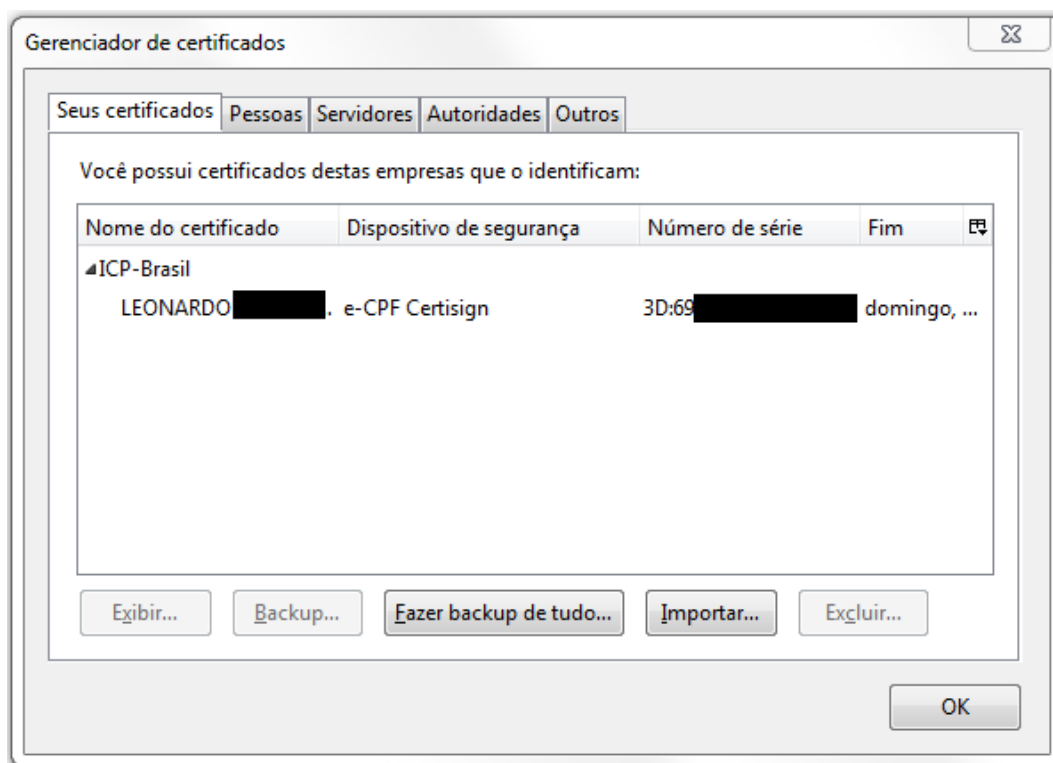 Gerenciador de certificados
Seus certificados Pessoas Servidores Autoridades Outros
Você possui certificados destas empresas que o identificam:
Nome do certificado Dispositivo de segurança Número de série Fim
ICP-Brasil
LEONARDO . e-CPF Certisign 3D:69 domingo, ...
Exibir... Backup... Fazer backup de tudo... Importar... Excluir...
OK